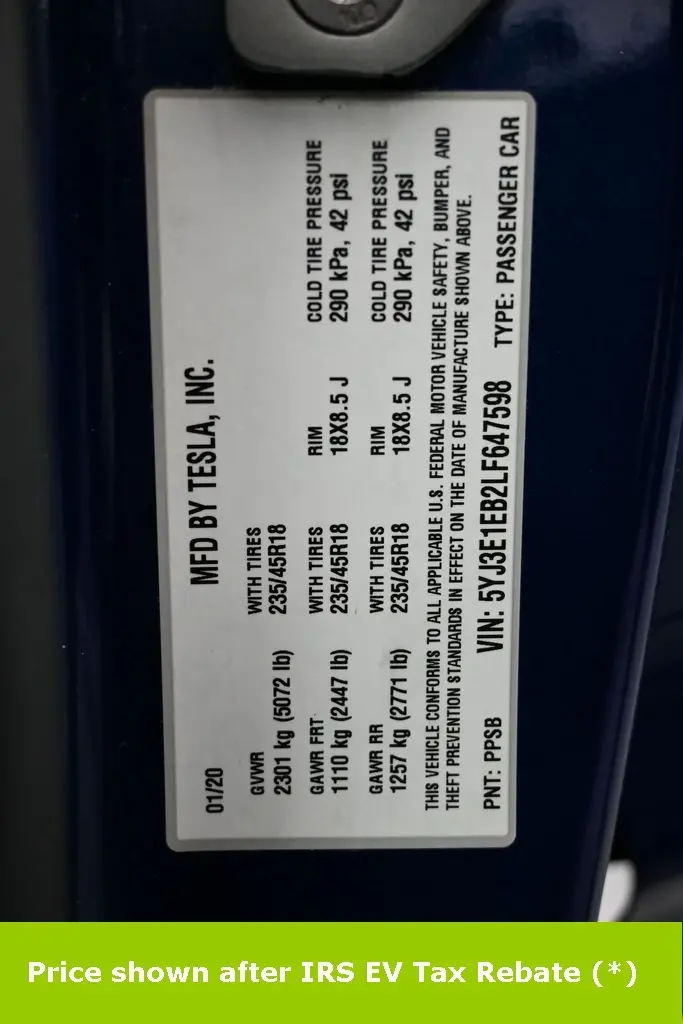 MFD BY TESLA, INC.
01/20
GVWR WITH TIRES
2301 kg (5072 lb) 235/45R18
GAWR FRT WITH TIRES RIM COLD TIRE PRESSURE
1110 kg (2447 lb) 235/45R18 18X8.5 J 290 kPa, 42 psi
GAWR RR WITH TIRES RIM COLD TIRE PRESSURE
1257 kg (2771 lb) 235/45R18 18X8.5 J 290 kPa, 42 psi
THIS VEHICLE CONFORMS TO ALL APPLICABLE U.S. FEDERAL MOTOR VEHICLE SAFETY, BUMPER, AND
THEFT PREVENTION STANDARDS IN EFFECT ON THE DATE OF MANUFACTURE SHOWN ABOVE.
PNT: PPSB VIN: 5YJ3E1EB2LF647598 TYPE: PASSENGER CAR
Price shown after IRS EV Tax Rebate (*)